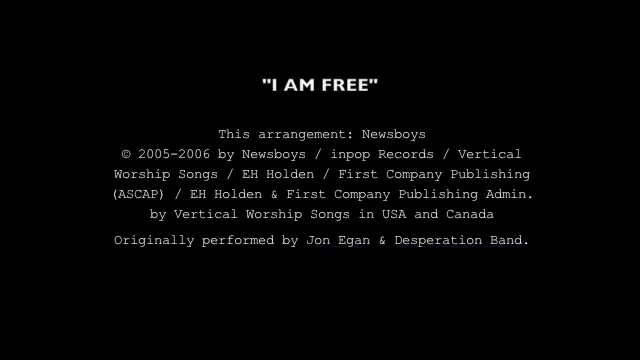 "I AM FREE"
This arrangement: Newsboys
© 2005-2006 by Newsboys / inpop Records / Vertical
Worship Songs / EH Holden / First Company Publishing
(ASCAP) / EH Holden & First Company Publishing Admin.
by Vertical Worship Songs in USA and Canada
Originally performed by Jon Egan & Desperation Band.